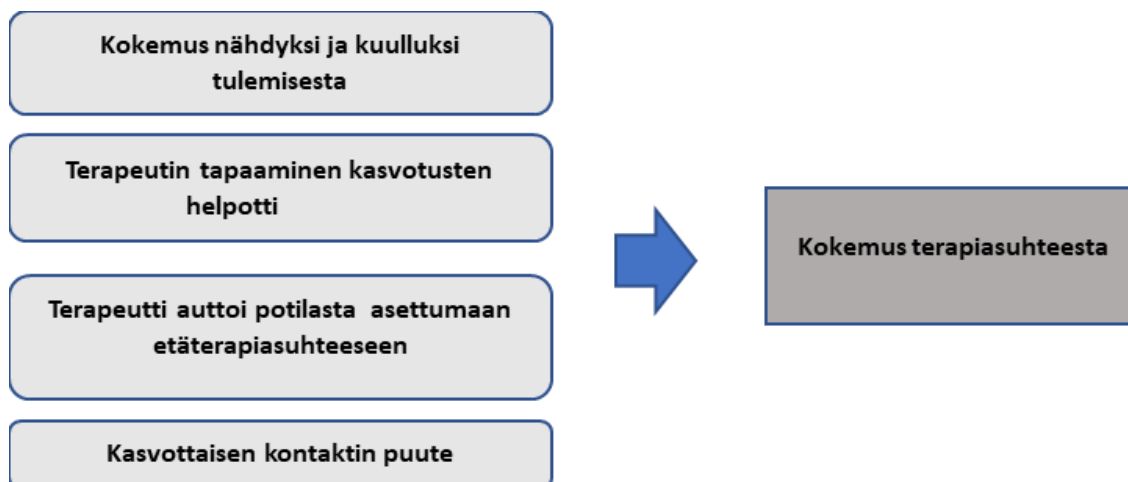 Kokemus nähdyksi ja kuulluksi
tulemisesta
Terapeutin tapaaminen kasvotusten
helpotti
Terapeutti auttoi potilasta asettumaan
etäterapiasuhteeseen
Kasvottaisen kontaktin puute
Kokemus terapiasuhteesta